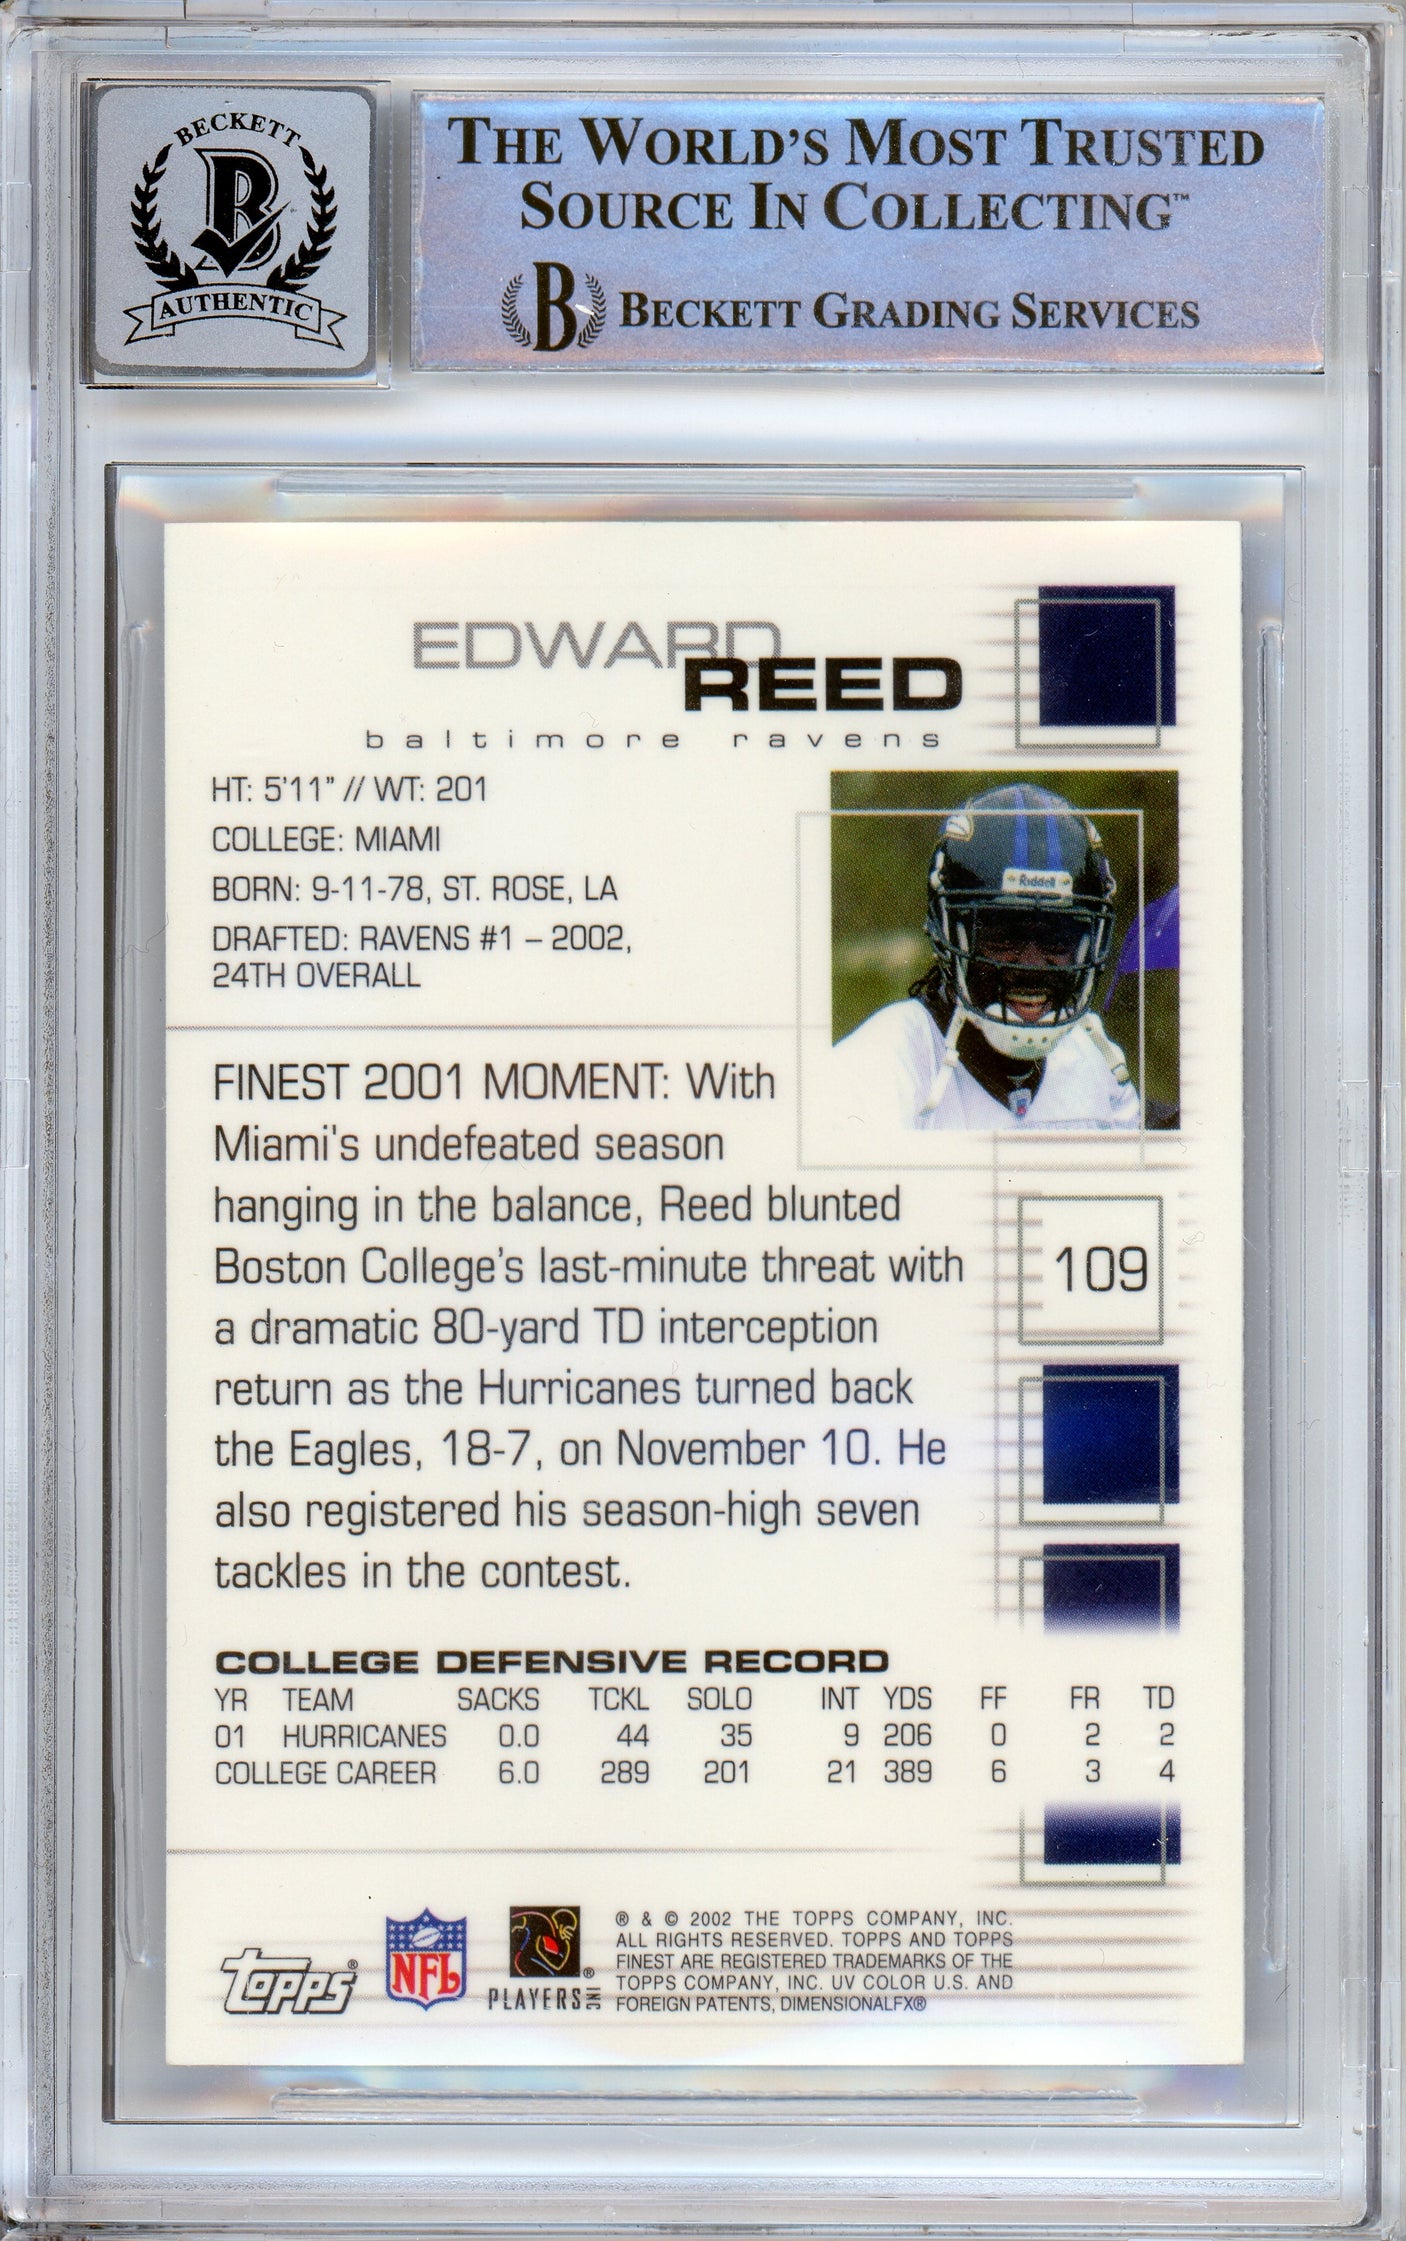 BECKETT
B
AUTHENTIC
THE WORLD'S MOST TRUSTED
SOURCE IN COLLECTING™
B BECKETT GRADING SERVICES
EDWARD
REED
baltimore ravens
HT: 5'11" // WT: 201
COLLEGE: MIAMI
BORN: 9-11-78, ST. ROSE, LA
DRAFTED: RAVENS #1 – 2002,
24TH OVERALL
Riddell
FINEST 2001 MOMENT: With
Miami's undefeated season
hanging in the balance, Reed blunted
Boston College's last-minute threat with
a dramatic 80-yard TD interception
return as the Hurricanes turned back
the Eagles, 18-7, on November 10. He
also registered his season-high seven
tackles in the contest.
109
COLLEGE DEFENSIVE RECORD
YR TEAM SACKS TCKL SOLO INT YDS FF FR TD
01 HURRICANES 0.0 44 35 9 206 0 2 2
COLLEGE CAREER 6.0 289 201 21 389 6 3 4
Topps®
NFL
PLAYERS INC ®
® & © 2002 THE TOPPS COMPANY, INC.
ALL RIGHTS RESERVED. TOPPS AND TOPPS
FINEST ARE REGISTERED TRADEMARKS OF THE
TOPPS COMPANY, INC. UV COLOR U.S. AND
FOREIGN PATENTS, DIMENSIONALFX®